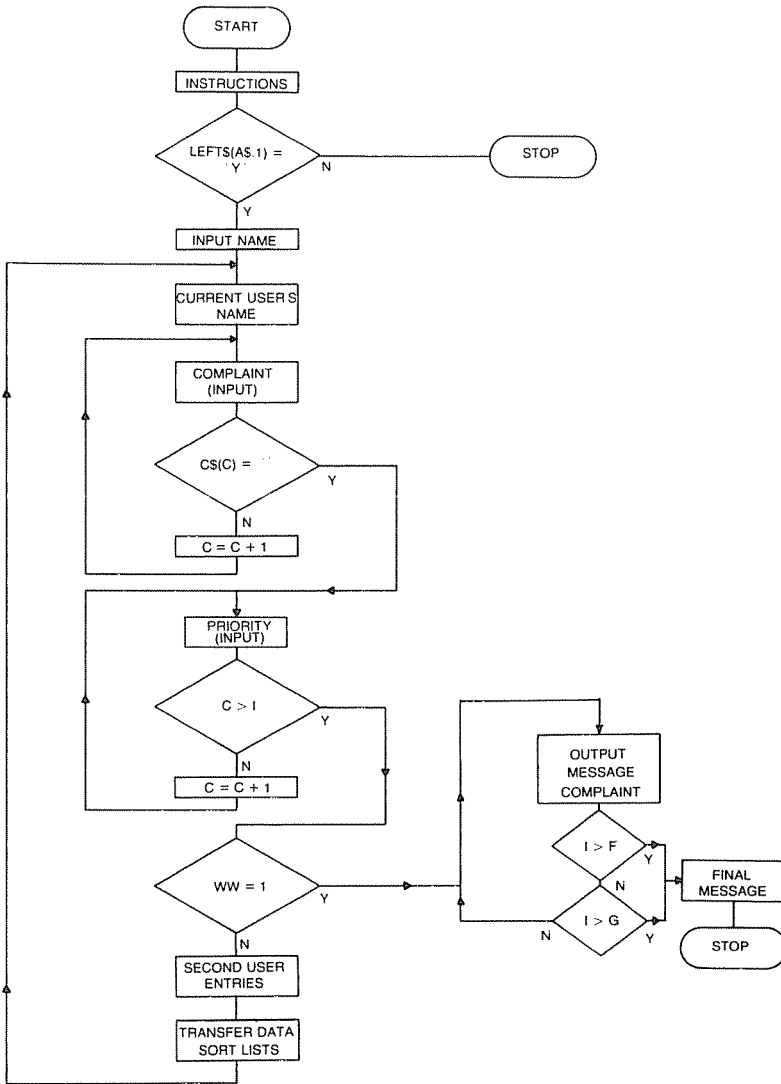 START
INSTRUCTIONS
LEFT$(A$.1) =
'Y'
N
STOP
Y
INPUT NAME
CURRENT USER S
NAME
COMPLAINT
(INPUT)
C$(C) = ' '
Y
N
C = C + 1
PRIORITY
(INPUT)
C > I
Y
N
C = C + 1
OUTPUT
MESSAGE
COMPLAINT
I > F
Y
N
FINAL
MESSAGE
WW = 1
Y
N
I > G
N
Y
STOP
SECOND USER
ENTRIES
TRANSFER DATA
SORT LISTS